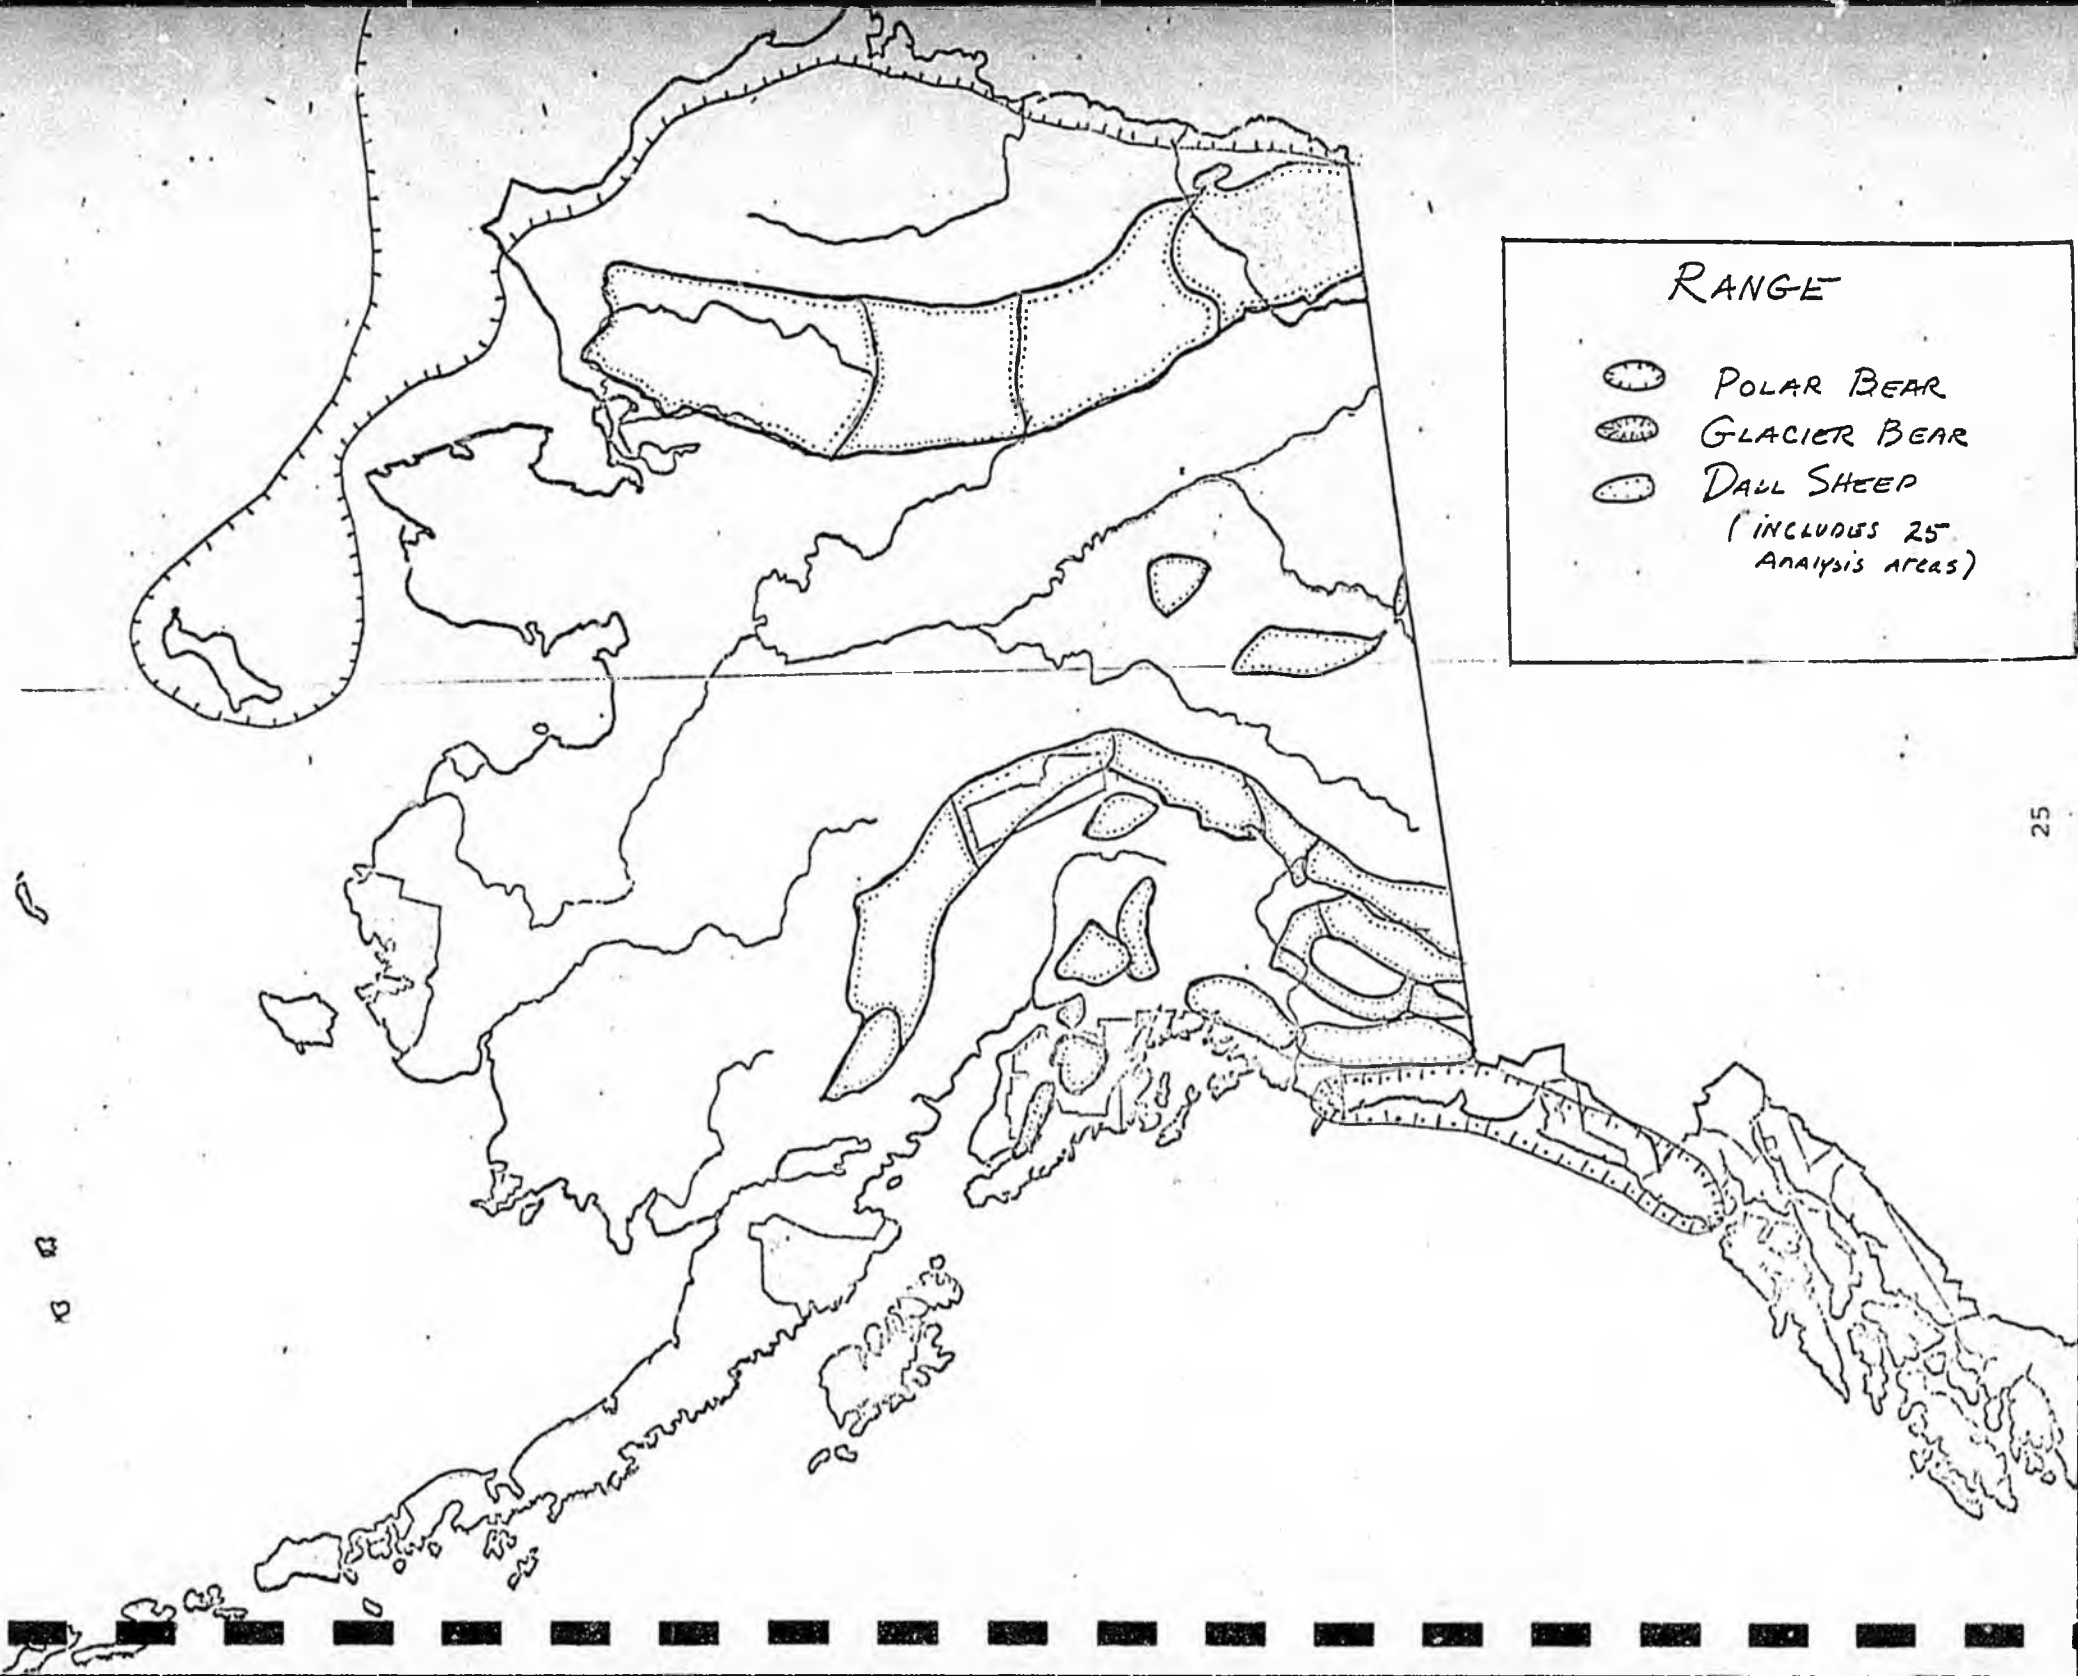 RANGE
POLAR BEAR
GLACIER BEAR
DALL SHEEP
(INCLUDES 25
ANALYSIS AREAS)
25